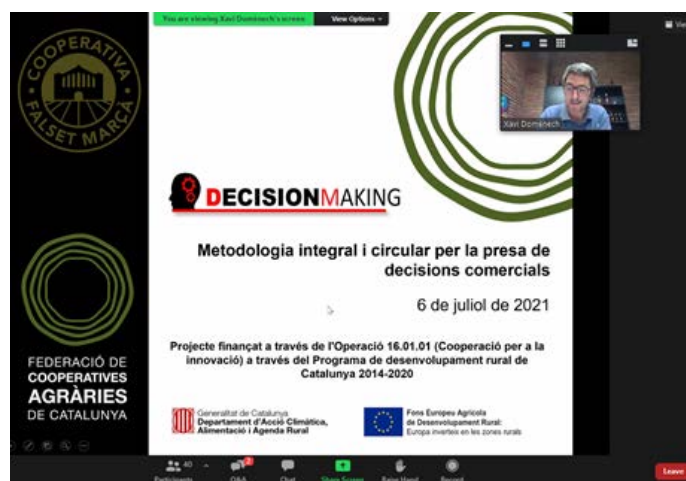 You are viewing Xavi Domènech's screen
View Options
View
COOPERATIVA
FALSET MARÇÀ
Xavi Domènech
DECISIONMAKING
Metodologia integral i circular per la presa de
decisions comercials
6 de juliol de 2021
Projecte finançat a través de l'Operació 16.01.01 (Cooperació per a la
innovació) a través del Programa de desenvolupament rural de
Catalunya 2014-2020
FEDERACIÓ DE
COOPERATIVES
AGRÀRIES
DE CATALUNYA
Generalitat de Catalunya
Departament d'Acció Climàtica,
Alimentació i Agenda Rural
Fons Europeu Agrícola
de Desenvolupament Rural:
Europa inverteix en les zones rurals
40
3
Participants
Q&A
Chat
Share Screen
Raise Hand
Record
Leave